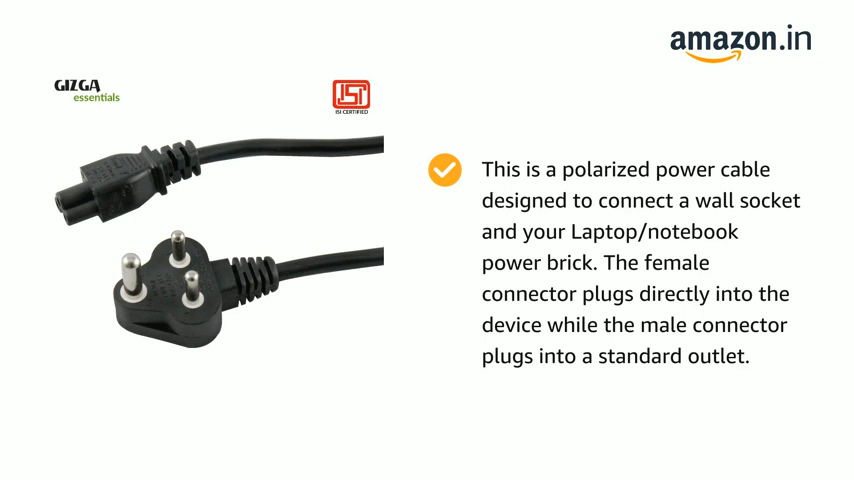 amazon.in
GIZGA
essentials
ISI
ISI CERTIFIED
This is a polarized power cable
designed to connect a wall socket
and your Laptop/notebook
power brick. The female
connector plugs directly into the
device while the male connector
plugs into a standard outlet.